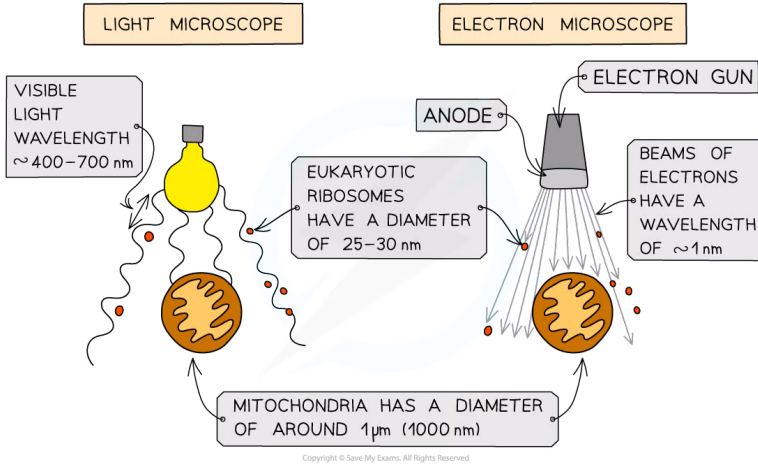 LIGHT MICROSCOPE
ELECTRON MICROSCOPE
VISIBLE
LIGHT
WAVELENGTH
~400–700 nm
ELECTRON GUN
ANODE
EUKARYOTIC
RIBOSOMES
HAVE A DIAMETER
OF 25–30 nm
BEAMS OF
ELECTRONS
HAVE A
WAVELENGTH
OF ~1 nm
MITOCHONDRIA HAS A DIAMETER
OF AROUND 1µm (1000 nm)
Copyright © Save My Exams. All Rights Reserved